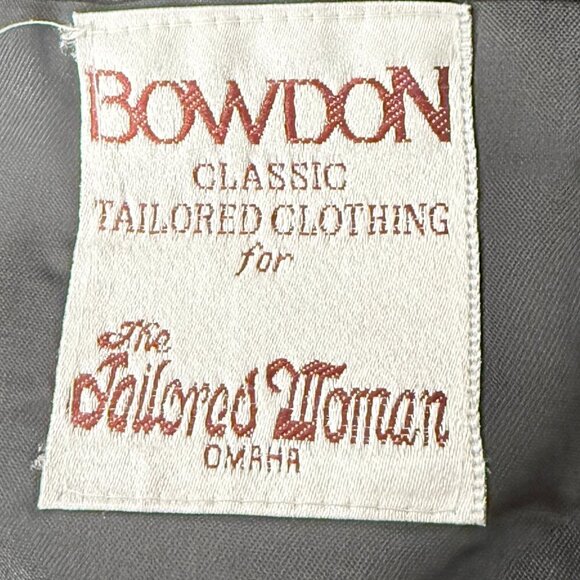 BOWDON
CLASSIC
TAILORED CLOTHING
for
The
Tailored Woman
OMAHA